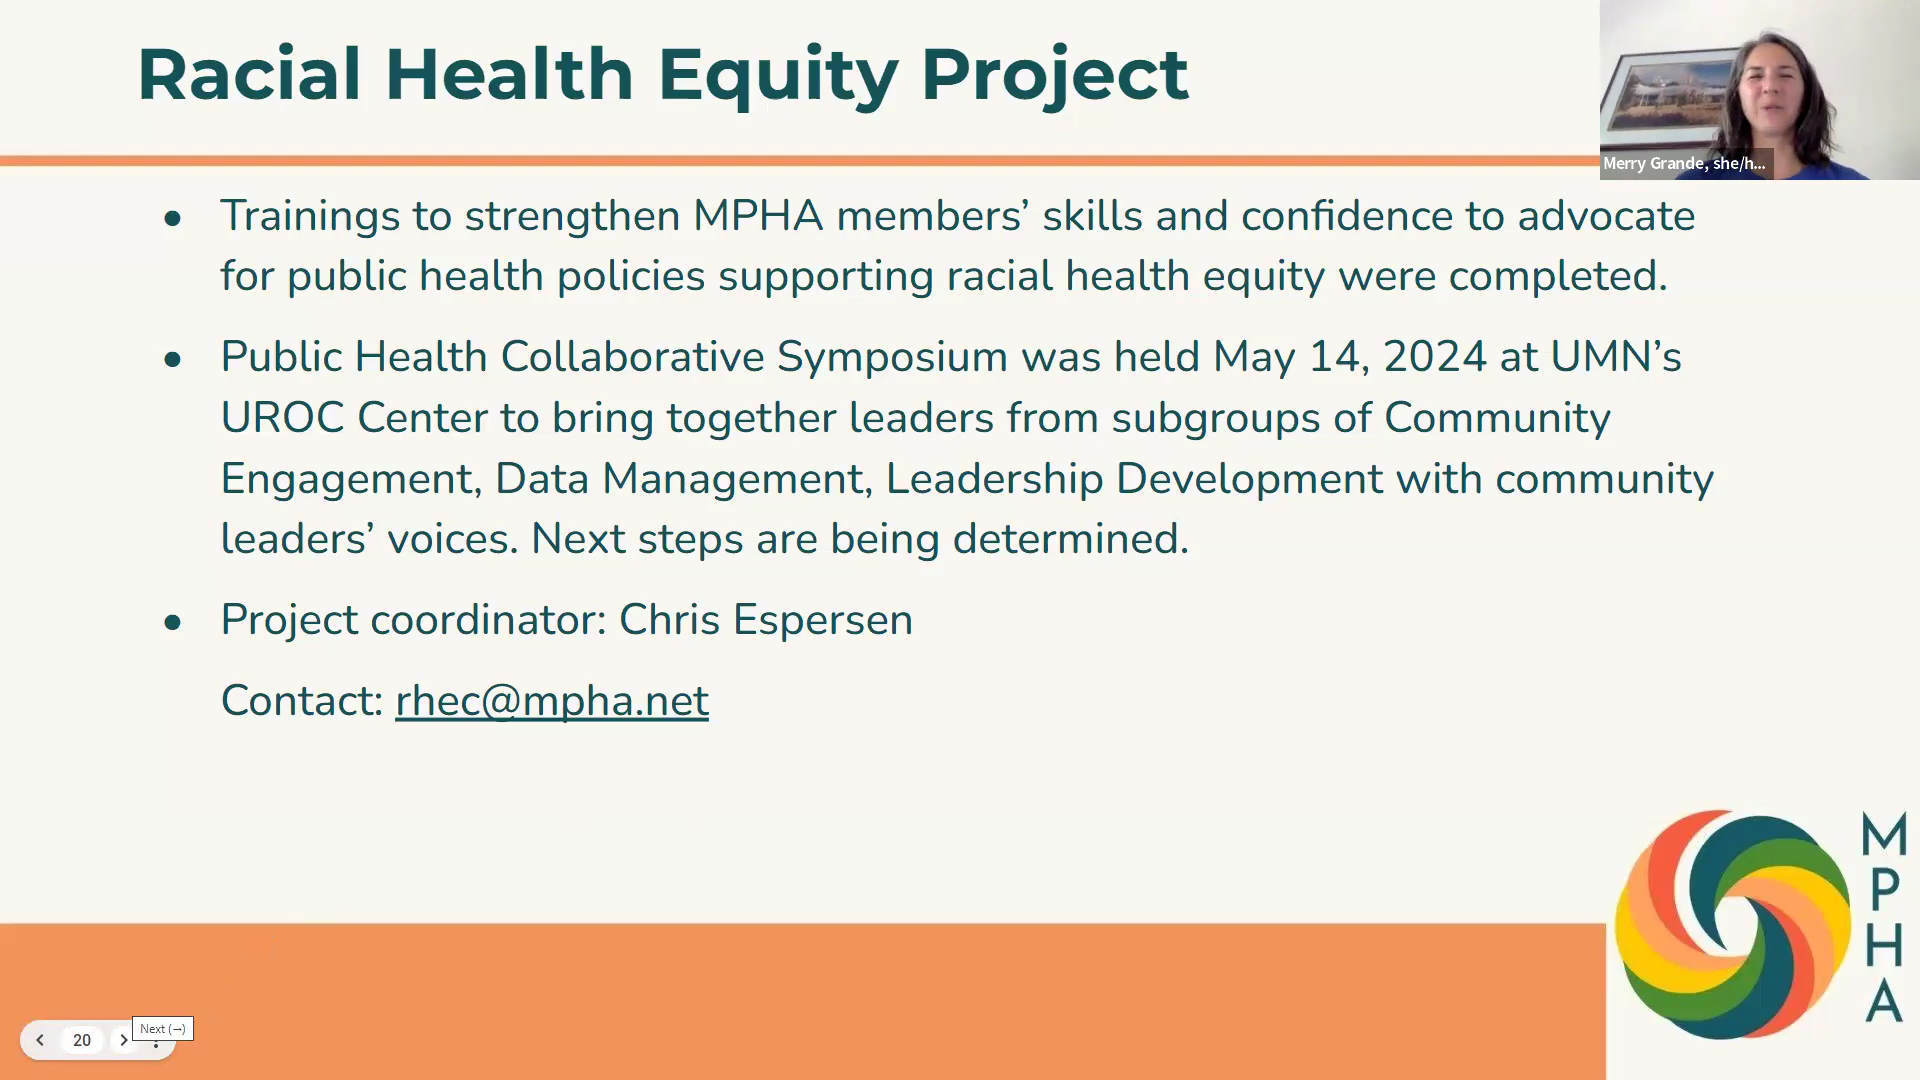 Racial Health Equity Project
Merry Grande, she/h...
• Trainings to strengthen MPHA members’ skills and confidence to advocate
for public health policies supporting racial health equity were completed.
• Public Health Collaborative Symposium was held May 14, 2024 at UMN’s
UROC Center to bring together leaders from subgroups of Community
Engagement, Data Management, Leadership Development with community
leaders’ voices. Next steps are being determined.
• Project coordinator: Chris Espersen
Contact: rhec@mpha.net
MPHA
Next (→)
20